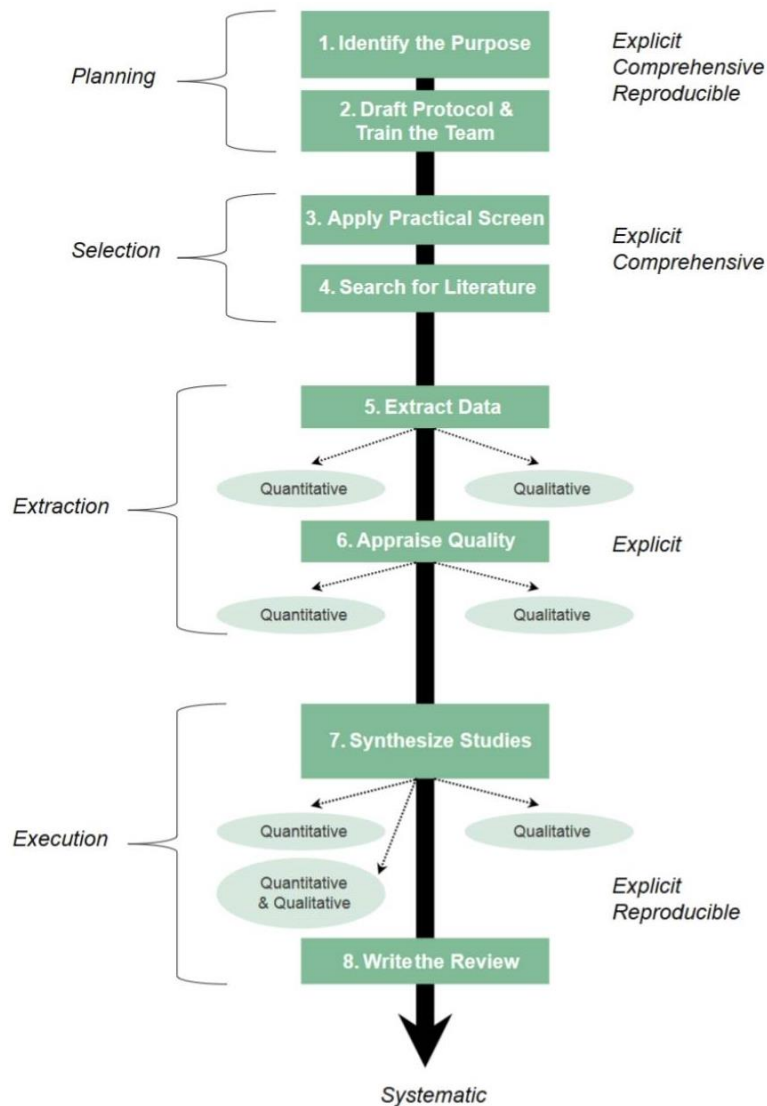 Planning
1. Identify the Purpose
Explicit
Comprehensive
Reproducible
2. Draft Protocol &
Train the Team
Selection
3. Apply Practical Screen
Explicit
Comprehensive
4. Search for Literature
Extraction
5. Extract Data
Quantitative
Qualitative
6. Appraise Quality
Explicit
Quantitative
Qualitative
Execution
7. Synthesize Studies
Quantitative
Qualitative
Quantitative
& Qualitative
Explicit
Reproducible
8. Write the Review
Systematic